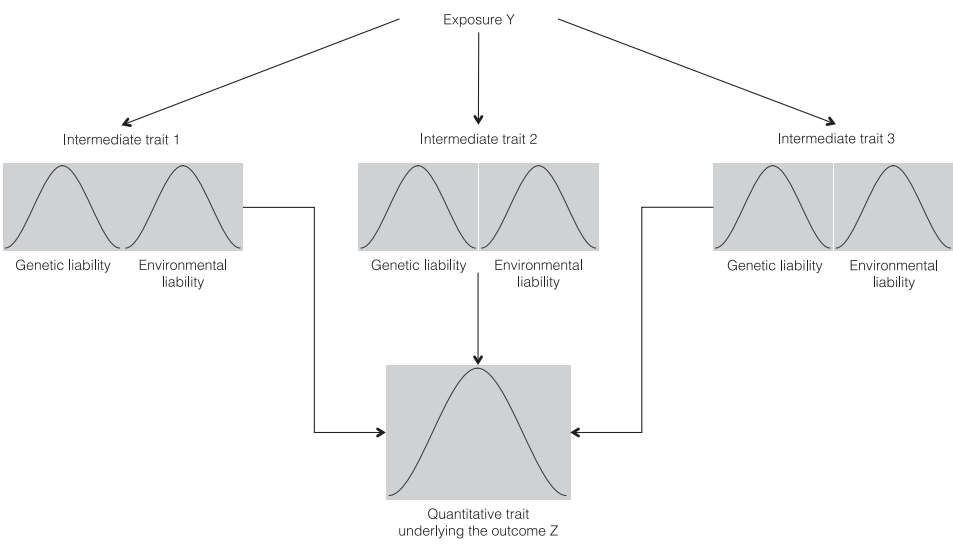 Exposure Y
Intermediate trait 1
Intermediate trait 2
Intermediate trait 3
Genetic liability
Environmental
liability
Genetic liability
Environmental
liability
Genetic liability
Environmental
liability
Quantitative trait
underlying the outcome Z